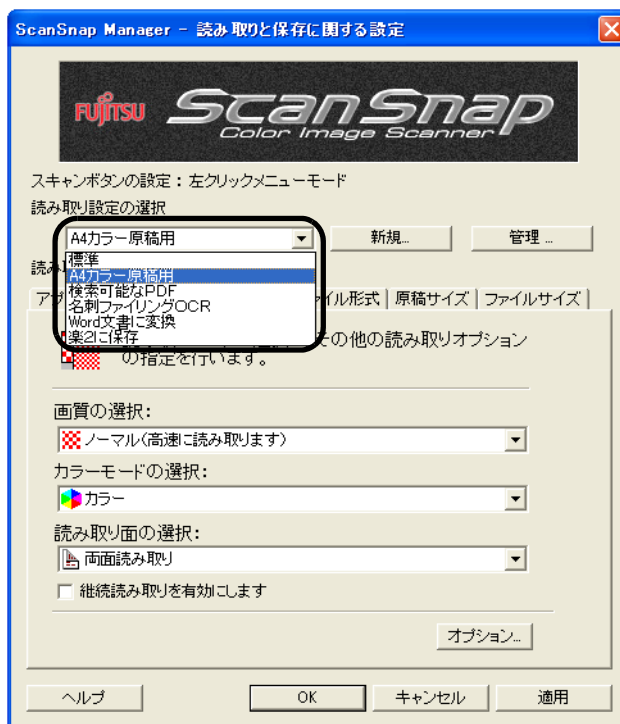 ScanSnap Manager - 読み取りと保存に関する設定
FUJITSU ScanSnap
Color Image Scanner
スキャンボタンの設定：左クリックメニューモード
読み取り設定の選択
A4カラー原稿用
新規...
管理 ...
標準
A4カラー原稿用
検索可能なPDF
名刺ファイリングOCR
Word文書に変換
楽2に保存
読み
イル形式 原稿サイズ ファイルサイズ
その他の読み取りオプション
の指定を行います。
画質の選択:
ノーマル(高速に読み取ります)
カラーモードの選択:
カラー
読み取り面の選択:
両面読み取り
継続読み取りを有効にします
オプション...
ヘルプ
OK
キャンセル
適用